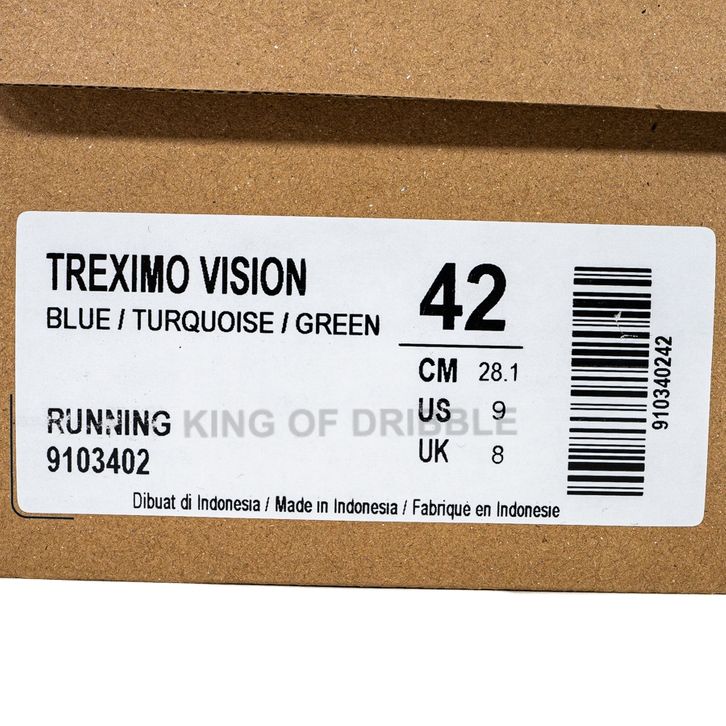 TREXIMO VISION
BLUE / TURQUOISE / GREEN
42
CM 28.1
US 9
UK 8
RUNNING
9103402
KING OF DRIBBLE
910340242
Dibuat di Indonesia / Made in Indonesia / Fabriqué en Indonesie